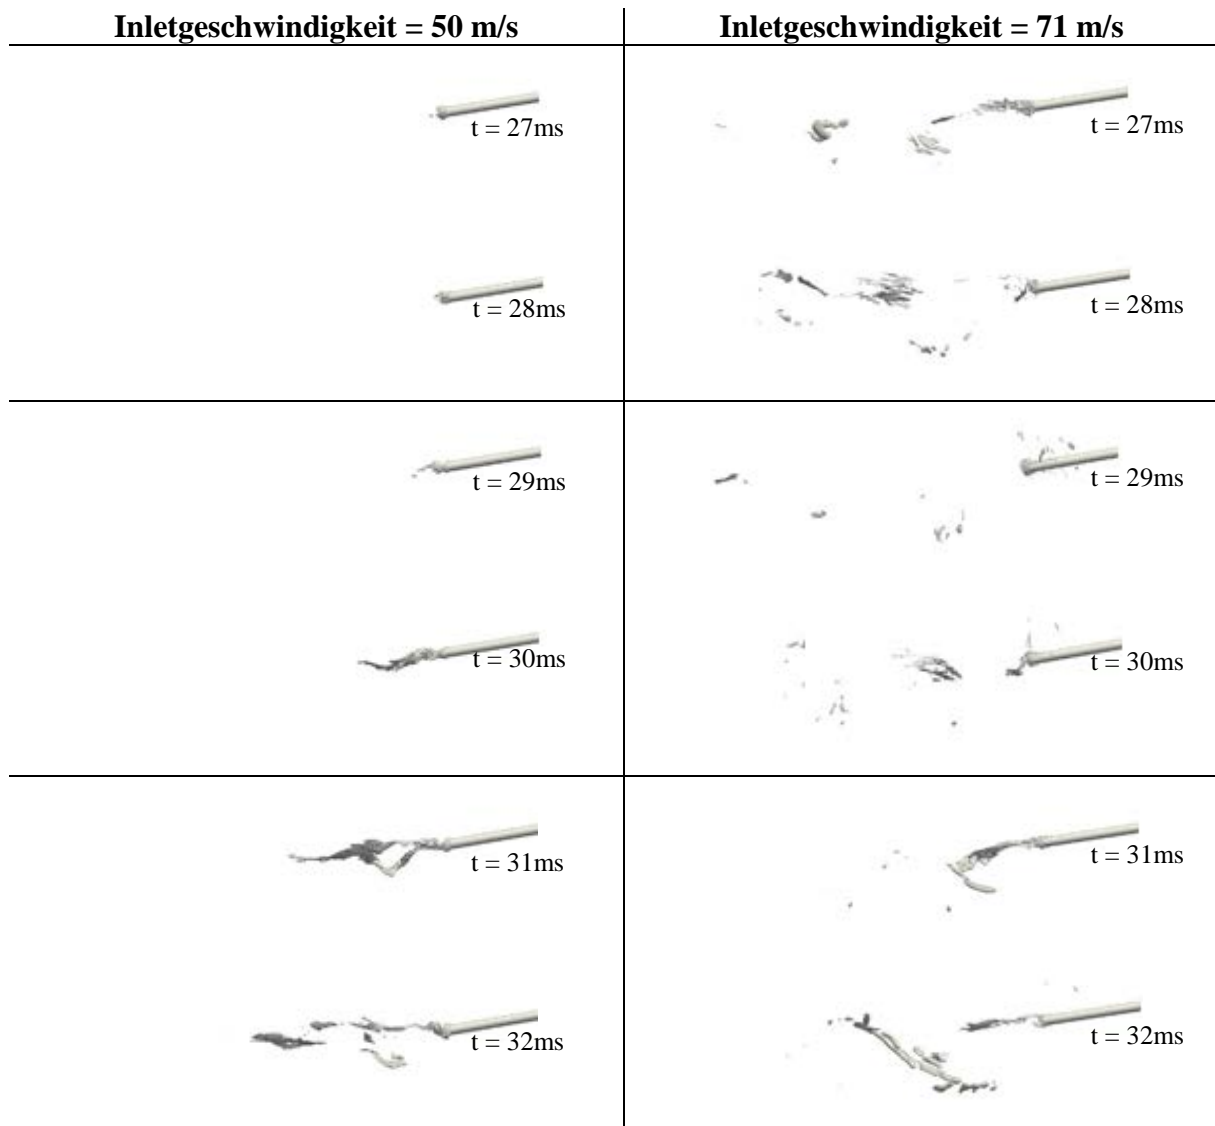 Inletgeschwindigkeit = 50 m/s
Inletgeschwindigkeit = 71 m/s
t = 27ms
t = 27ms
t = 28ms
t = 28ms
t = 29ms
t = 29ms
t = 30ms
t = 30ms
t = 31ms
t = 31ms
t = 32ms
t = 32ms